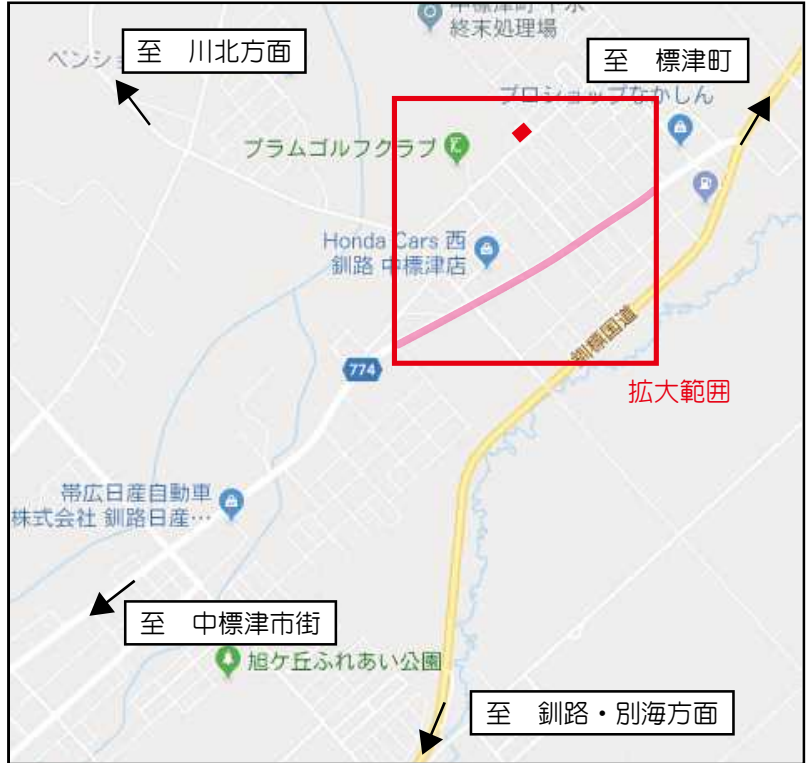 終末処理場
ペンショ
至　川北方面
至　標津町
プロショップなかしん
プラムゴルフクラブ
Honda Cars 西
釧路 中標津店
釧標国道
774
拡大範囲
帯広日産自動車
株式会社 釧路日産…
至　中標津市街
旭ケ丘ふれあい公園
至　釧路・別海方面